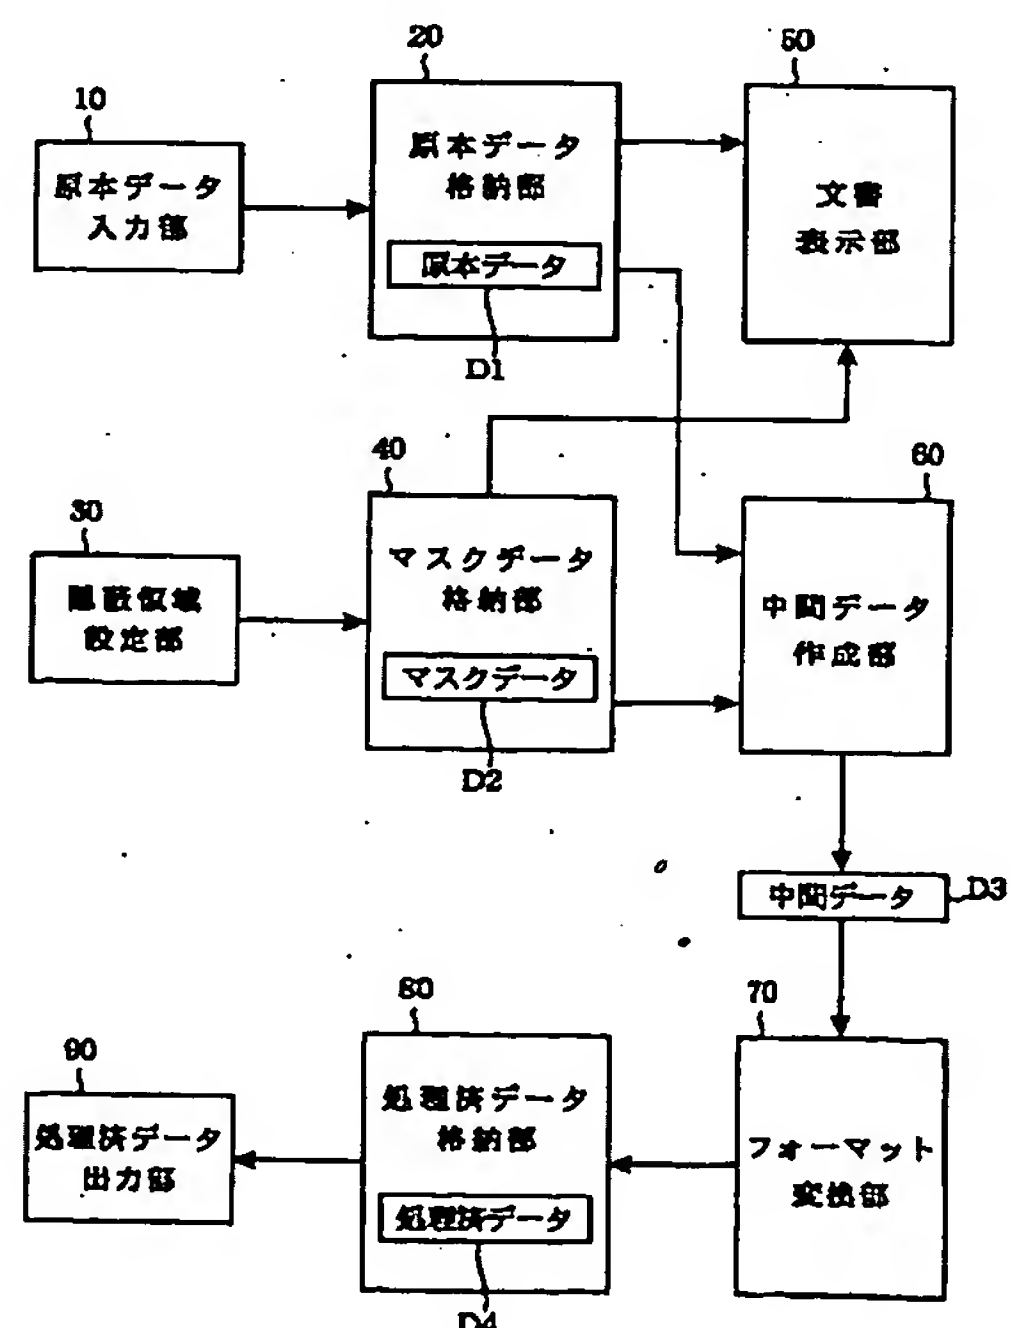 10
原本データ
入力部
20
原本データ
格納部
原本データ
D1
50
文書
表示部
30
隠蔽領域
設定部
40
マスクデータ
格納部
マスクデータ
D2
60
中間データ
作成部
中間データ
D3
70
フォーマット
変換部
80
処理済データ
格納部
処理済データ
D4
90
処理済データ
出力部